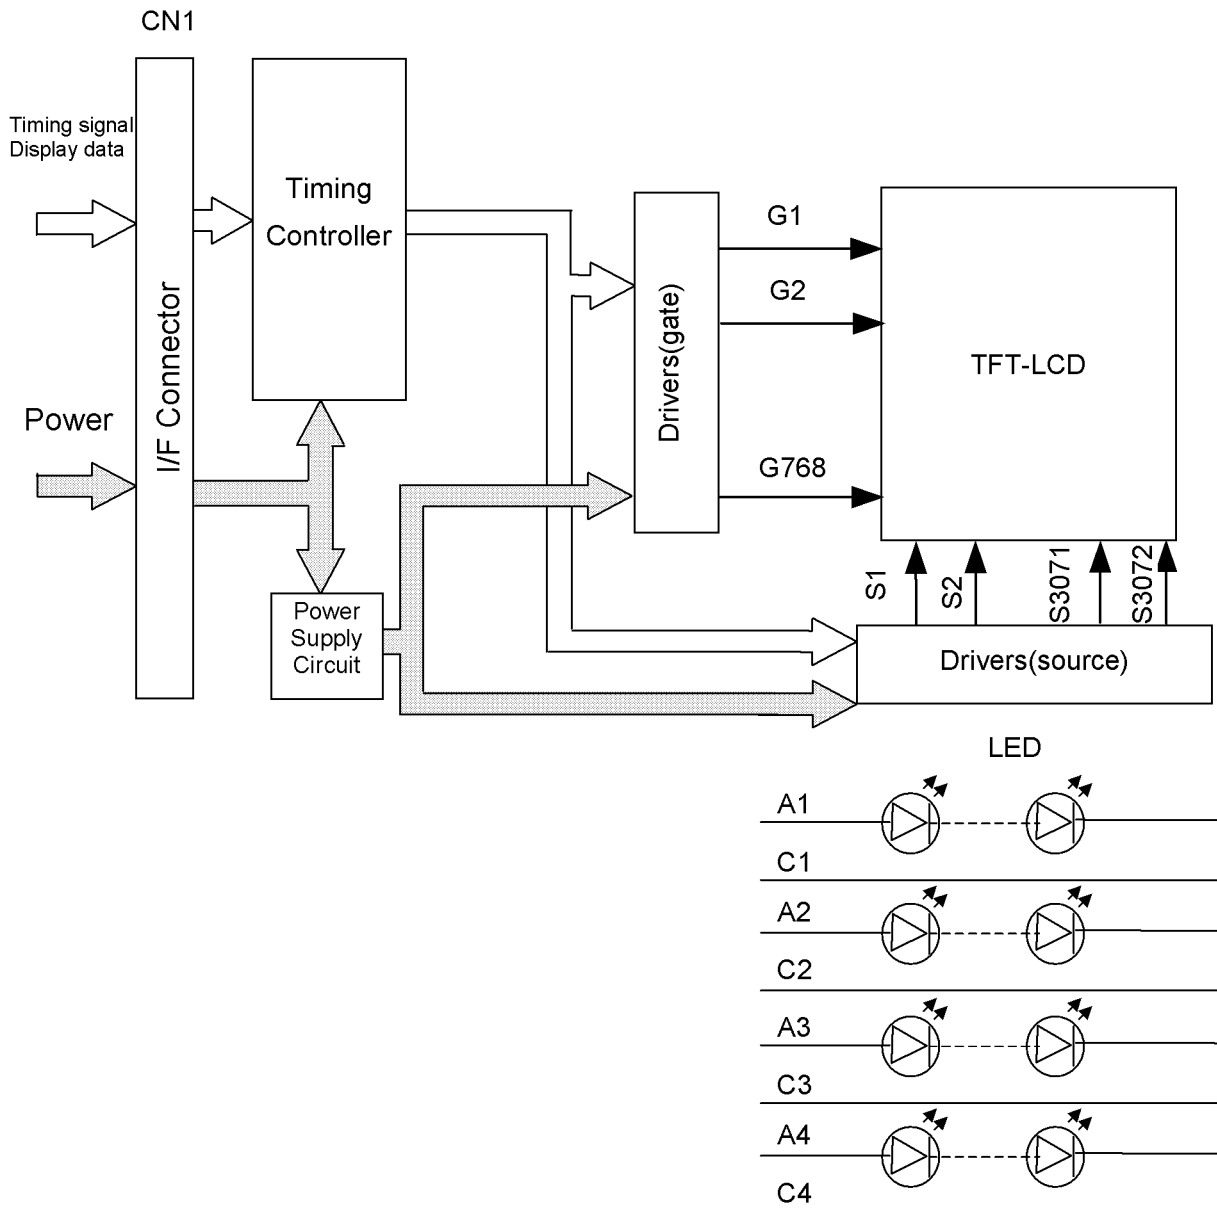 CN1
Timing signal
Display data
Power
I/F Connector
Timing
Controller
Power
Supply
Circuit
Drivers(gate)
G1
G2
G768
TFT-LCD
S1
S2
S3071
S3072
Drivers(source)
LED
A1
C1
A2
C2
A3
C3
A4
C4